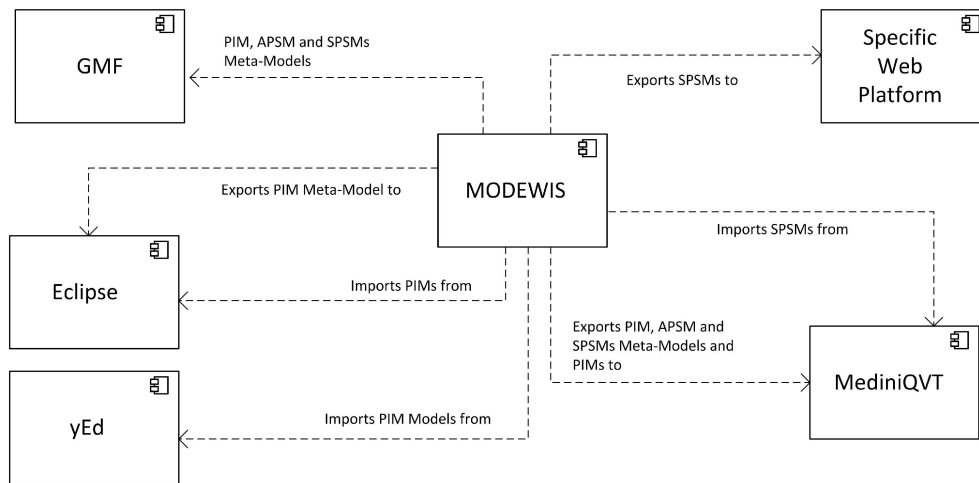 GMF
PIM, APSM and SPSMs
Meta-Models
Exports SPSMs to
Specific
Web
Platform
MODEWIS
Exports PIM Meta-Model to
Imports SPSMs from
Eclipse
Imports PIMs from
Exports PIM, APSM and
SPSMs Meta-Models and
PIMs to
MediniQVT
yEd
Imports PIM Models from